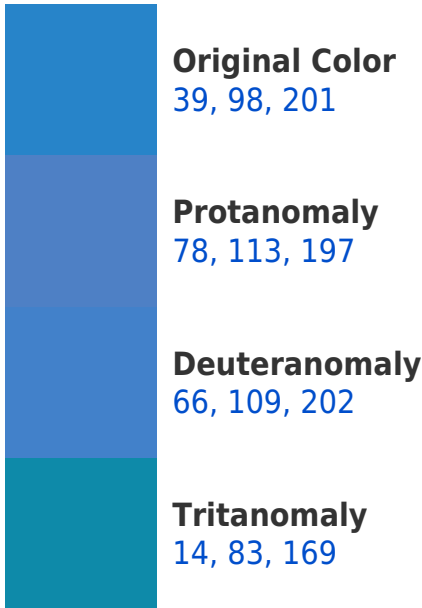 Original Color
39, 98, 201
Protanomaly
78, 113, 197
Deuteranomaly
66, 109, 202
Tritanomaly
14, 83, 169